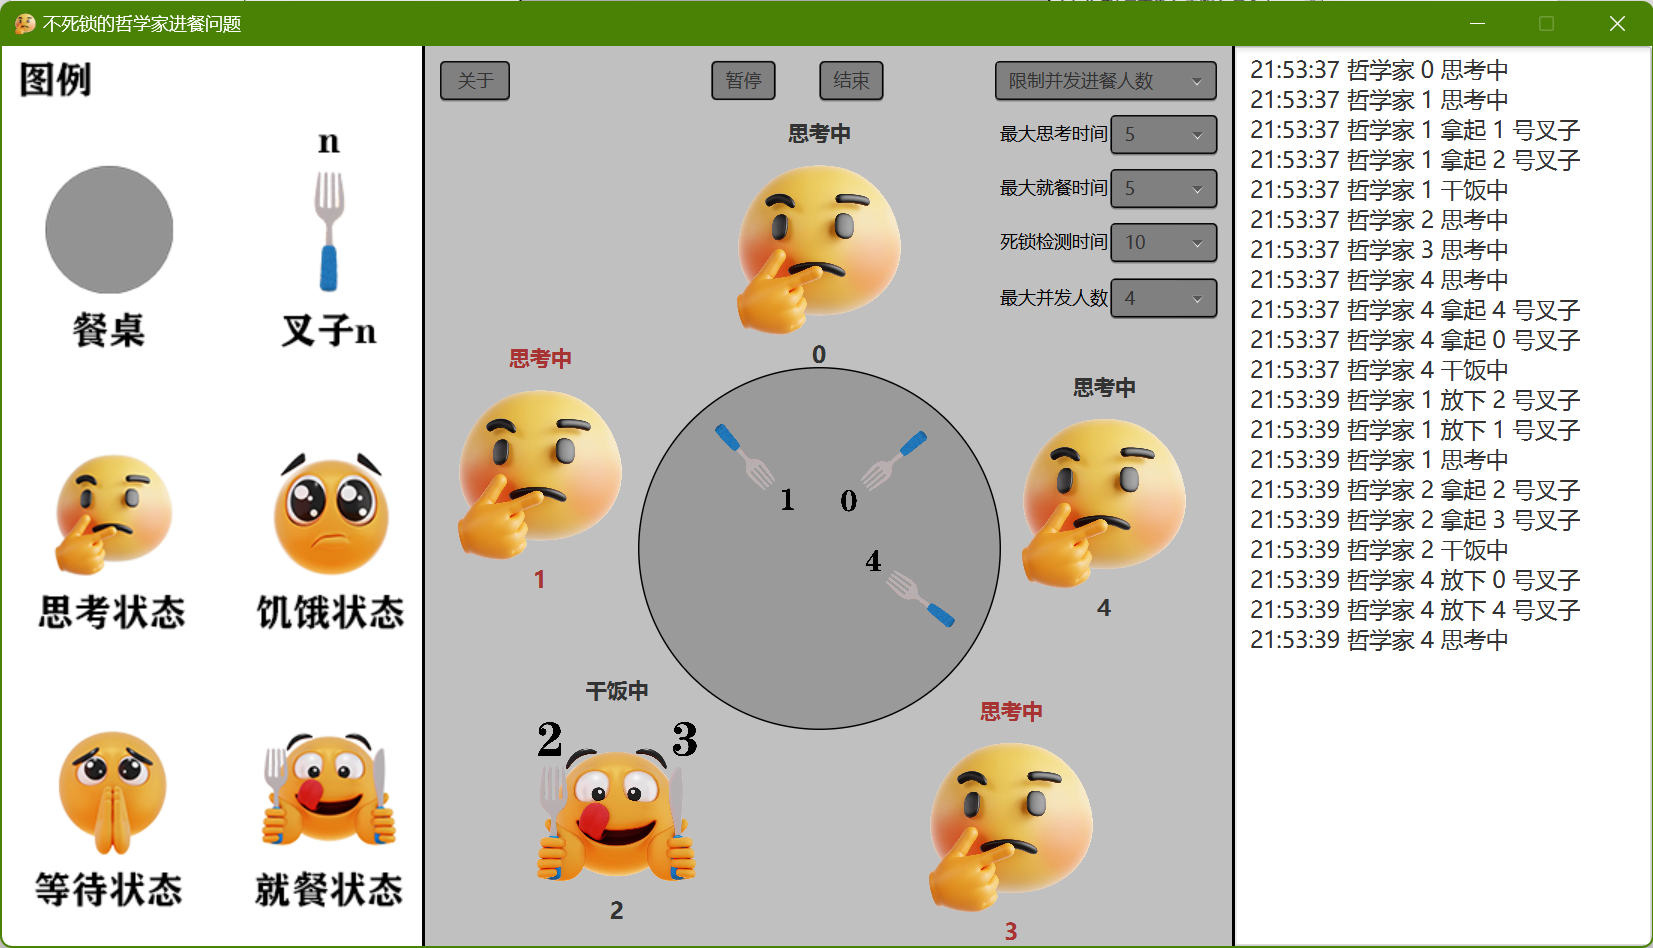 不死锁的哲学家进餐问题
图例
n
餐桌
叉子n
思考状态
饥饿状态
等待状态
就餐状态
关于
暂停
结束
限制并发进餐人数
最大思考时间 5
最大就餐时间 5
死锁检测时间 10
最大并发人数 4
思考中
0
思考中
1
思考中
4
1
0
4
干饭中
2
3
2
思考中
3
21:53:37 哲学家 0 思考中
21:53:37 哲学家 1 思考中
21:53:37 哲学家 1 拿起 1 号叉子
21:53:37 哲学家 1 拿起 2 号叉子
21:53:37 哲学家 1 干饭中
21:53:37 哲学家 2 思考中
21:53:37 哲学家 3 思考中
21:53:37 哲学家 4 思考中
21:53:37 哲学家 4 拿起 4 号叉子
21:53:37 哲学家 4 拿起 0 号叉子
21:53:37 哲学家 4 干饭中
21:53:39 哲学家 1 放下 2 号叉子
21:53:39 哲学家 1 放下 1 号叉子
21:53:39 哲学家 1 思考中
21:53:39 哲学家 2 拿起 2 号叉子
21:53:39 哲学家 2 拿起 3 号叉子
21:53:39 哲学家 2 干饭中
21:53:39 哲学家 4 放下 0 号叉子
21:53:39 哲学家 4 放下 4 号叉子
21:53:39 哲学家 4 思考中